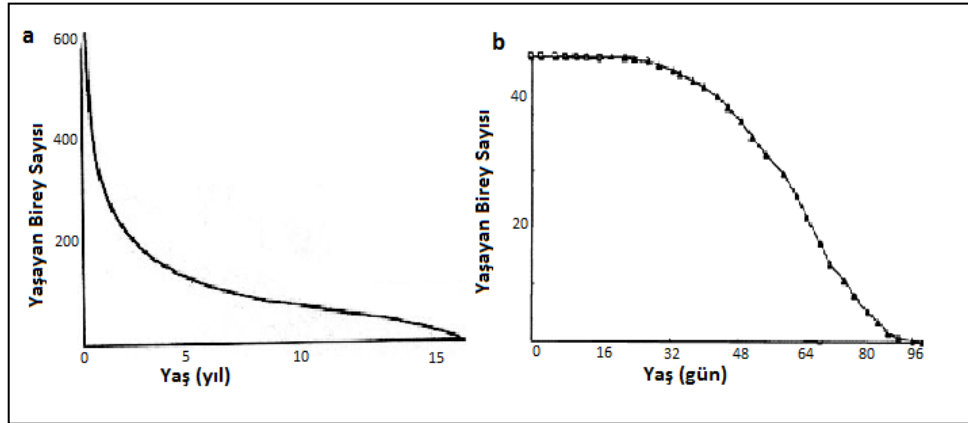 a
600
400
200
Yaşayan Birey Sayısı
0 5 10 15
Yaş (yıl)
b
40
20
Yaşayan Birey Sayısı
0 16 32 48 64 80 96
Yaş (gün)